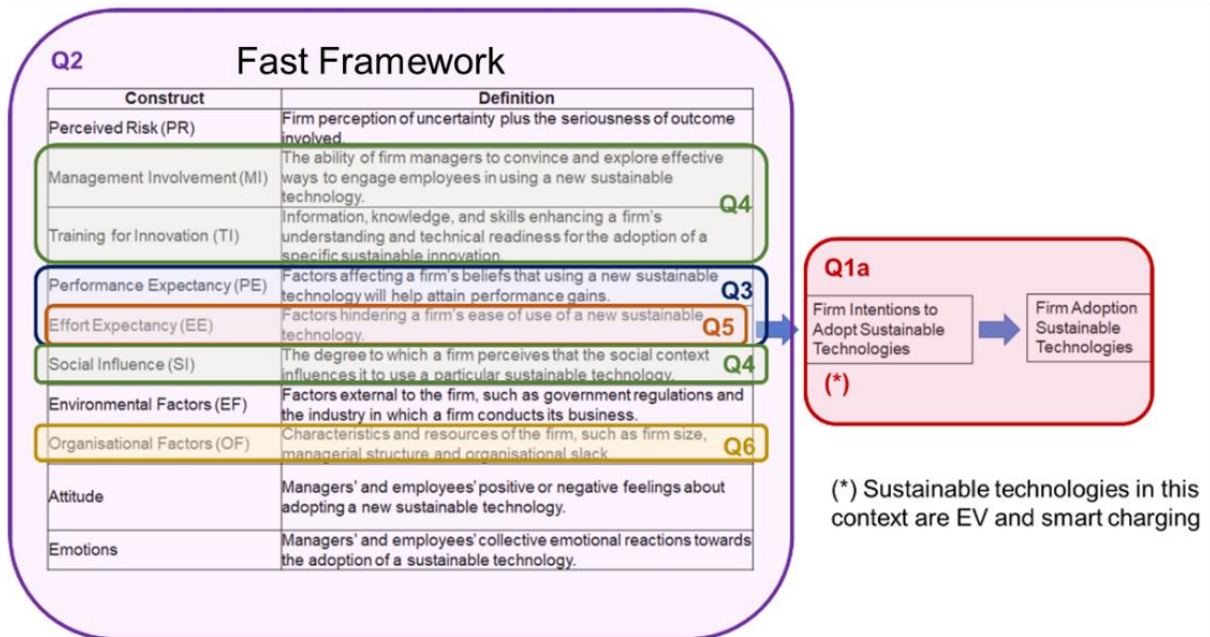 Q2
Fast Framework
Construct Definition
Perceived Risk (PR)
Firm perception of uncertainty plus the seriousness of outcome
involved.
Management Involvement (MI)
The ability of firm managers to convince and explore effective
ways to engage employees in using a new sustainable
technology.
Q4
Training for Innovation (TI)
Information, knowledge, and skills enhancing a firm's
understanding and technical readiness for the adoption of a
specific sustainable innovation.
Performance Expectancy (PE)
Factors affecting a firm's beliefs that using a new sustainable
technology will help attain performance gains.
Q3
Effort Expectancy (EE)
Factors hindering a firm's ease of use of a new sustainable
technology.
Q5
Social Influence (SI)
The degree to which a firm perceives that the social context
influences it to use a particular sustainable technology.
Q4
Environmental Factors (EF)
Factors external to the firm, such as government regulations and
the industry in which a firm conducts its business.
Organisational Factors (OF)
Characteristics and resources of the firm, such as firm size,
managerial structure and organisational slack.
Q6
Attitude
Managers' and employees' positive or negative feelings about
adopting a new sustainable technology.
Emotions
Managers' and employees' collective emotional reactions towards
the adoption of a sustainable technology.
Q1a
Firm Intentions to
Adopt Sustainable
Technologies
Firm Adoption
Sustainable
Technologies
(*)
(*) Sustainable technologies in this
context are EV and smart charging